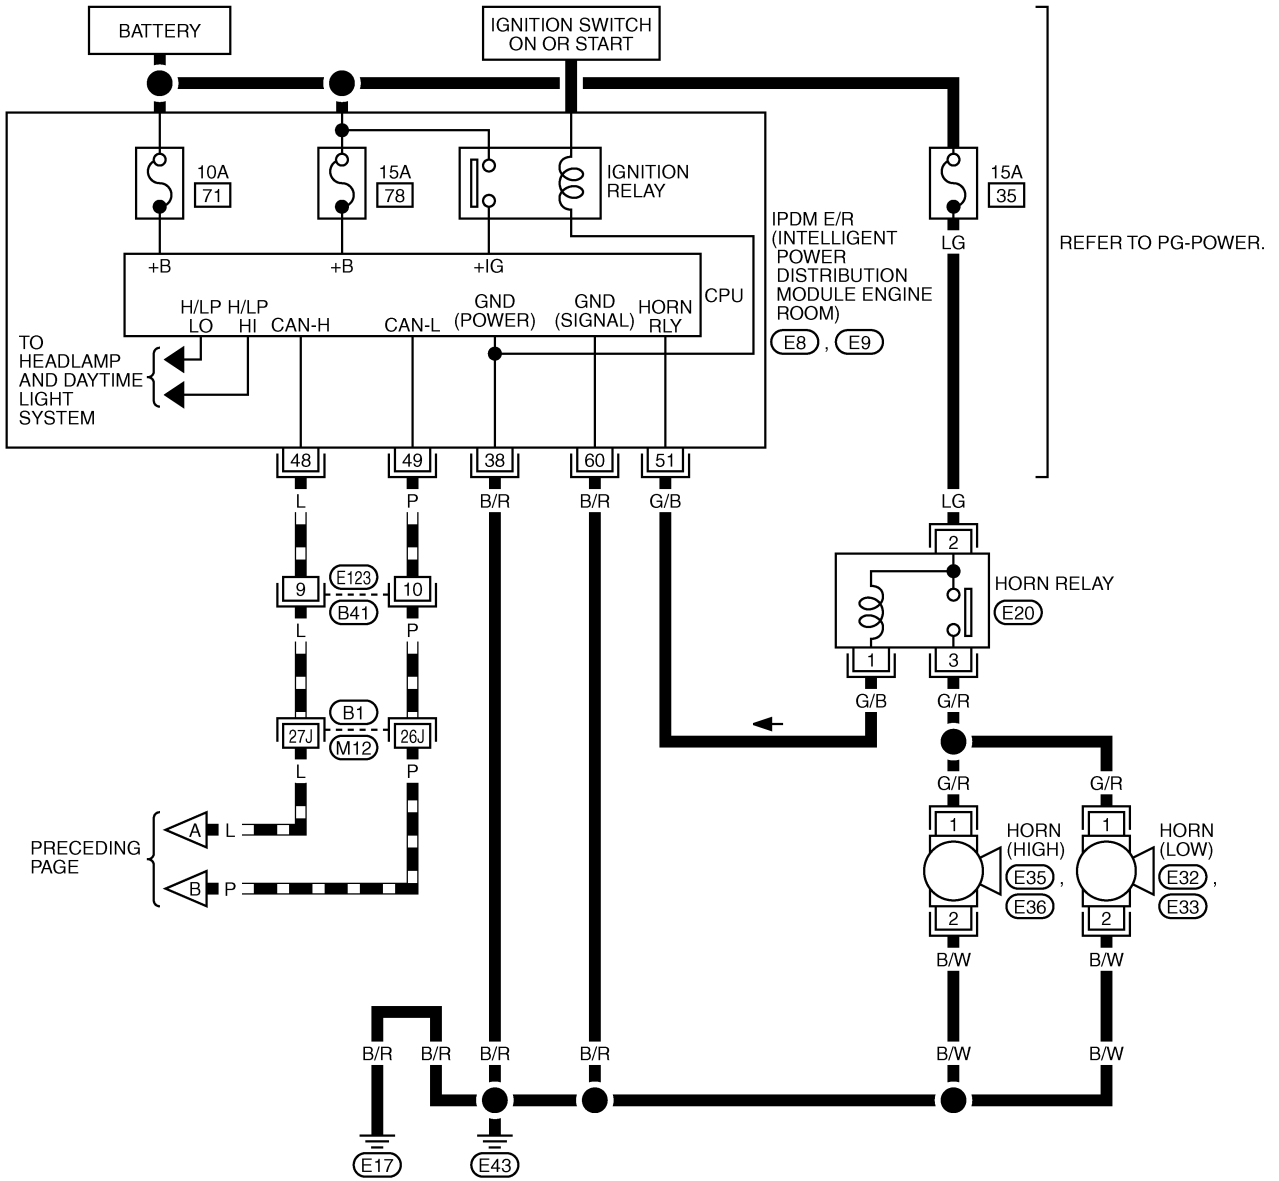 BATTERY
IGNITION SWITCH
ON OR START
10A
71
15A
78
IGNITION
RELAY
15A
35
LG
REFER TO PG-POWER.
IPDM E/R
(INTELLIGENT
POWER
DISTRIBUTION
MODULE ENGINE
ROOM)
E8 , E9
+B
+B
+IG
CPU
H/LP
LO
H/LP
HI
CAN-H
CAN-L
GND
(POWER)
GND
(SIGNAL)
HORN
RLY
TO
HEADLAMP
AND DAYTIME
LIGHT
SYSTEM
48
49
38
60
51
L
P
B/R
B/R
G/B
LG
2
HORN RELAY
E20
9
E123
B41
10
L
P
1
3
G/B
G/R
27J
B1
M12
26J
L
P
G/R
G/R
1
1
HORN
(HIGH)
E35 ,
E36
HORN
(LOW)
E32 ,
E33
2
2
B/W
B/W
PRECEDING
PAGE
A
L
B
P
B/R
B/R
B/R
B/R
B/W
B/W
E17
E43